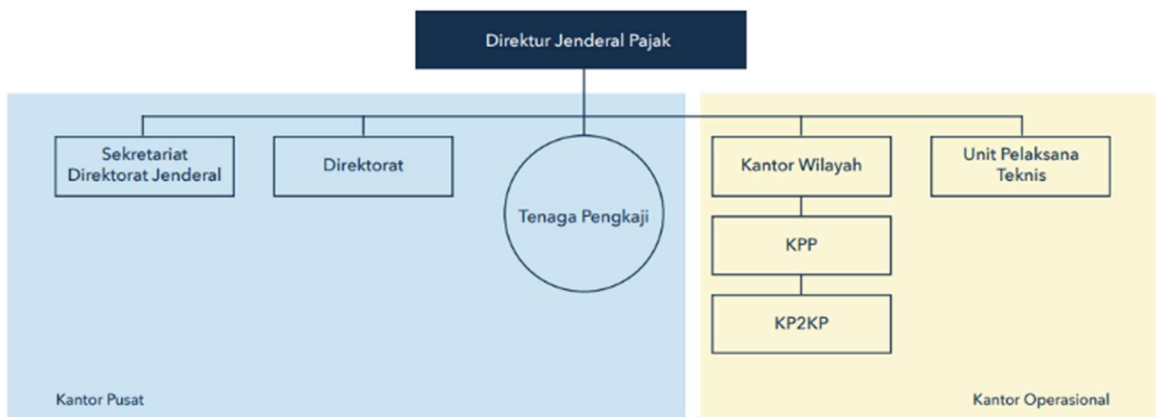 Direktur Jenderal Pajak
Sekretariat
Direktorat Jenderal
Direktorat
Tenaga Pengkaji
Kantor Wilayah
Unit Pelaksana
Teknis
KPP
KP2KP
Kantor Pusat
Kantor Operasional